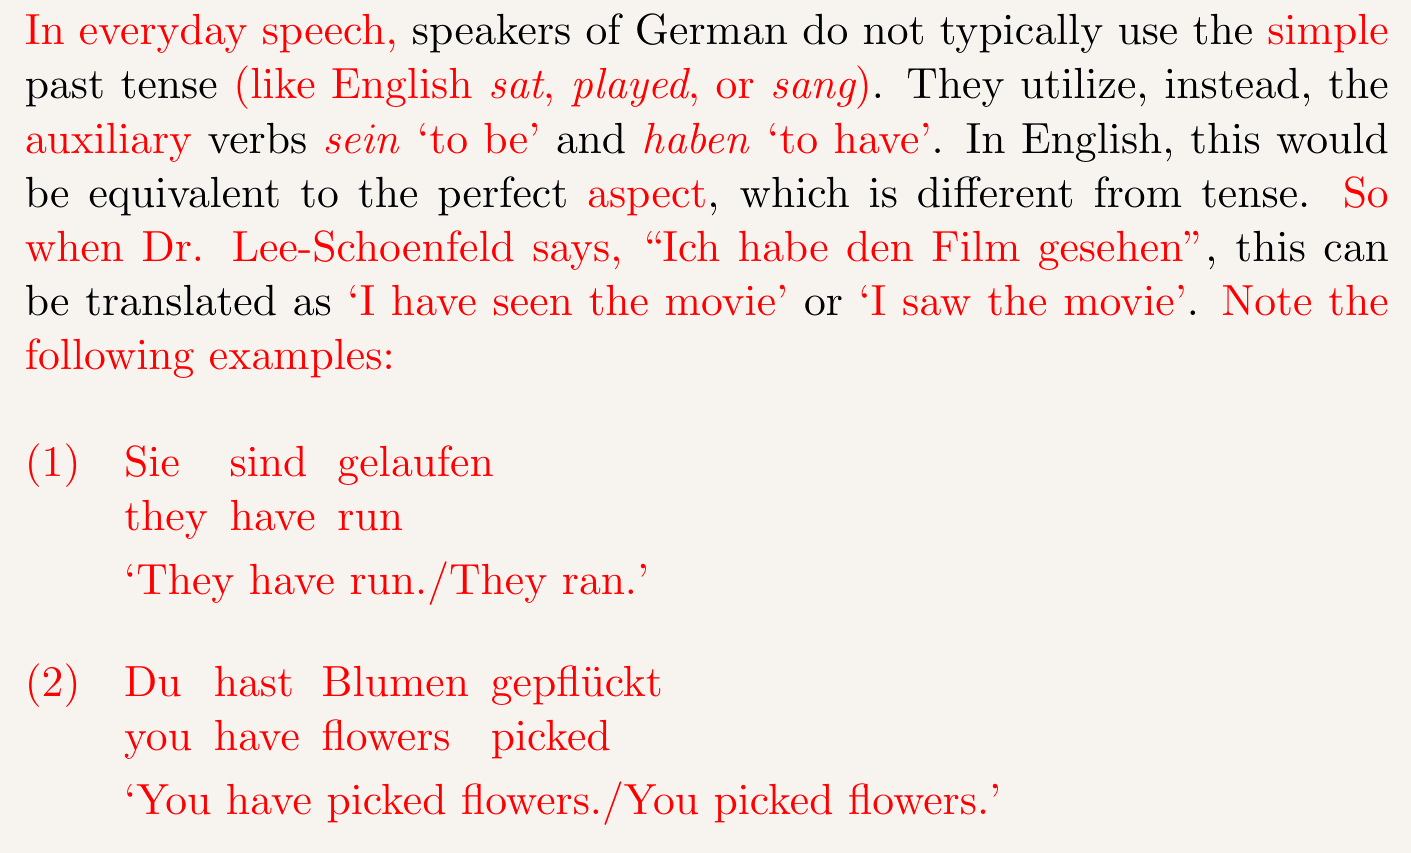 In everyday speech, speakers of German do not typically use the simple
past tense (like English sat, played, or sang). They utilize, instead, the
auxiliary verbs sein ‘to be’ and haben ‘to have’. In English, this would
be equivalent to the perfect aspect, which is different from tense. So
when Dr. Lee-Schoenfeld says, “Ich habe den Film gesehen”, this can
be translated as ‘I have seen the movie’ or ‘I saw the movie’. Note the
following examples:
(1) Sie sind gelaufen
they have run
‘They have run./They ran.’
(2) Du hast Blumen gepflückt
you have flowers picked
‘You have picked flowers./You picked flowers.’